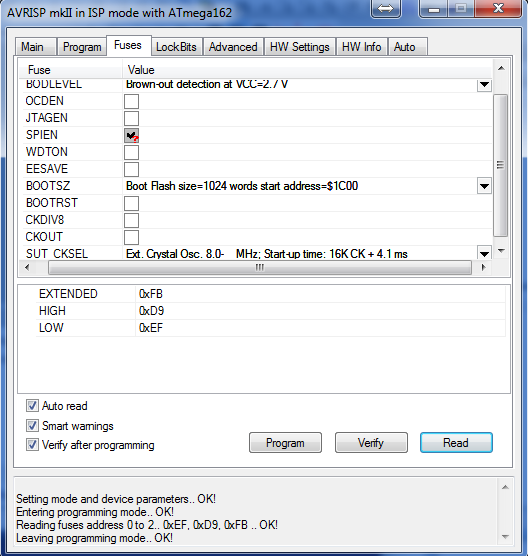 AVRISP mkII in ISP mode with ATmega162
Main Program Fuses LockBits Advanced HW Settings HW Info Auto
Fuse Value
BODLEVEL Brown-out detection at VCC=2.7 V
OCDEN
JTAGEN
SPIEN
WDTON
EESAVE
BOOTSZ Boot Flash size=1024 words start address=$1C00
BOOTRST
CKDIV8
CKOUT
SUT_CKSEL Ext. Crystal Osc. 8.0- MHz; Start-up time: 16K CK + 4.1 ms
EXTENDED 0xFB
HIGH 0xD9
LOW 0xEF
Auto read
Smart warnings
Verify after programming
Program Verify Read
Setting mode and device parameters.. OK!
Entering programming mode.. OK!
Reading fuses address 0 to 2.. 0xEF, 0xD9, 0xFB .. OK!
Leaving programming mode.. OK!